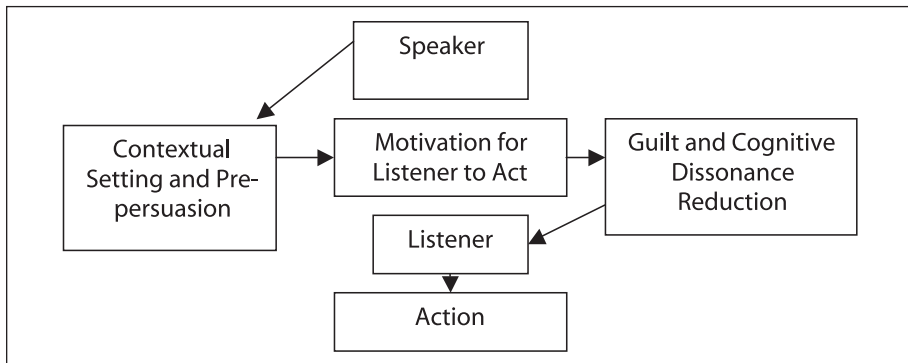 Speaker
Contextual
Setting and Pre-
persuasion
Motivation for
Listener to Act
Guilt and Cognitive
Dissonance
Reduction
Listener
Action